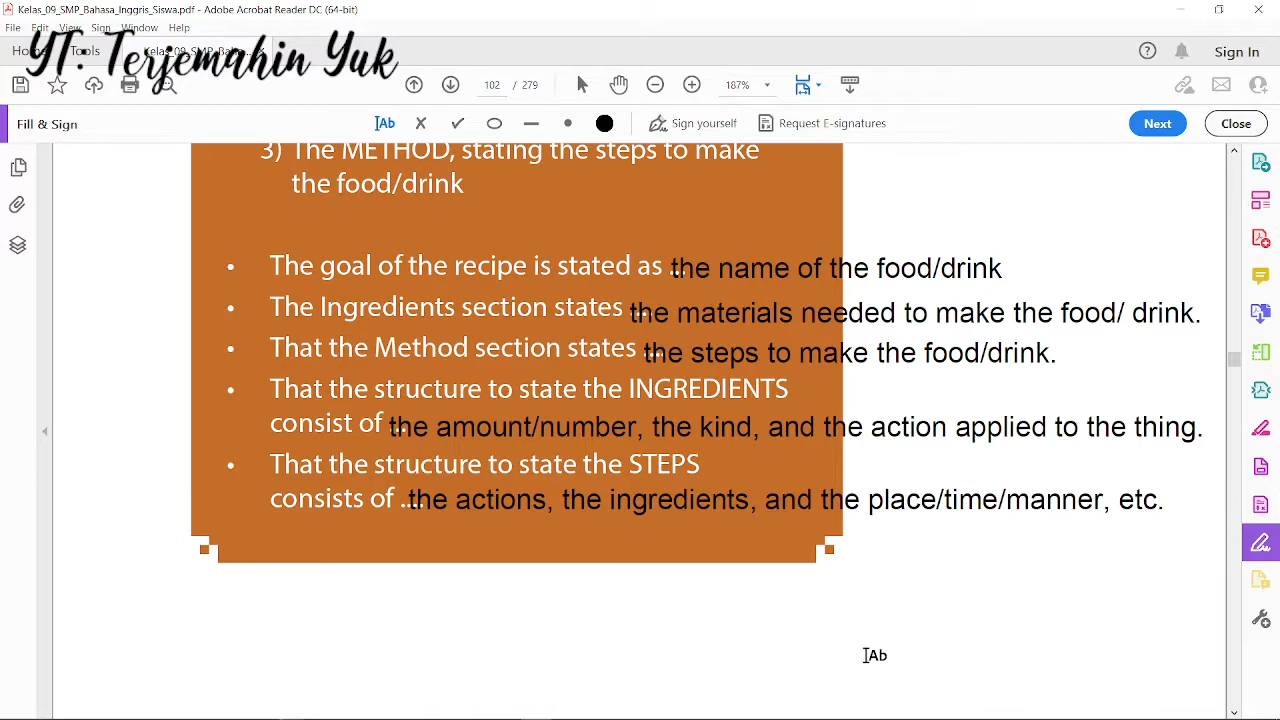 Kelas_09_SMP_Bahasa_Inggris_Siswa.pdf - Adobe Acrobat Reader DC (64-bit)
File Edit View Sign Window Help
YT: Terjemahin Yuk
Home Tools Kelas_09_SMP_Baha... Sign In
102 / 279 187%
Fill & Sign Ab Sign yourself Request E-signatures Next Close
3) The METHOD, stating the steps to make
the food/drink
• The goal of the recipe is stated as ... the name of the food/drink
• The Ingredients section states .... the materials needed to make the food/ drink.
• That the Method section states .... the steps to make the food/drink.
• That the structure to state the INGREDIENTS
consist of ... the amount/number, the kind, and the action applied to the thing.
• That the structure to state the STEPS
consists of .... the actions, the ingredients, and the place/time/manner, etc.
Ab